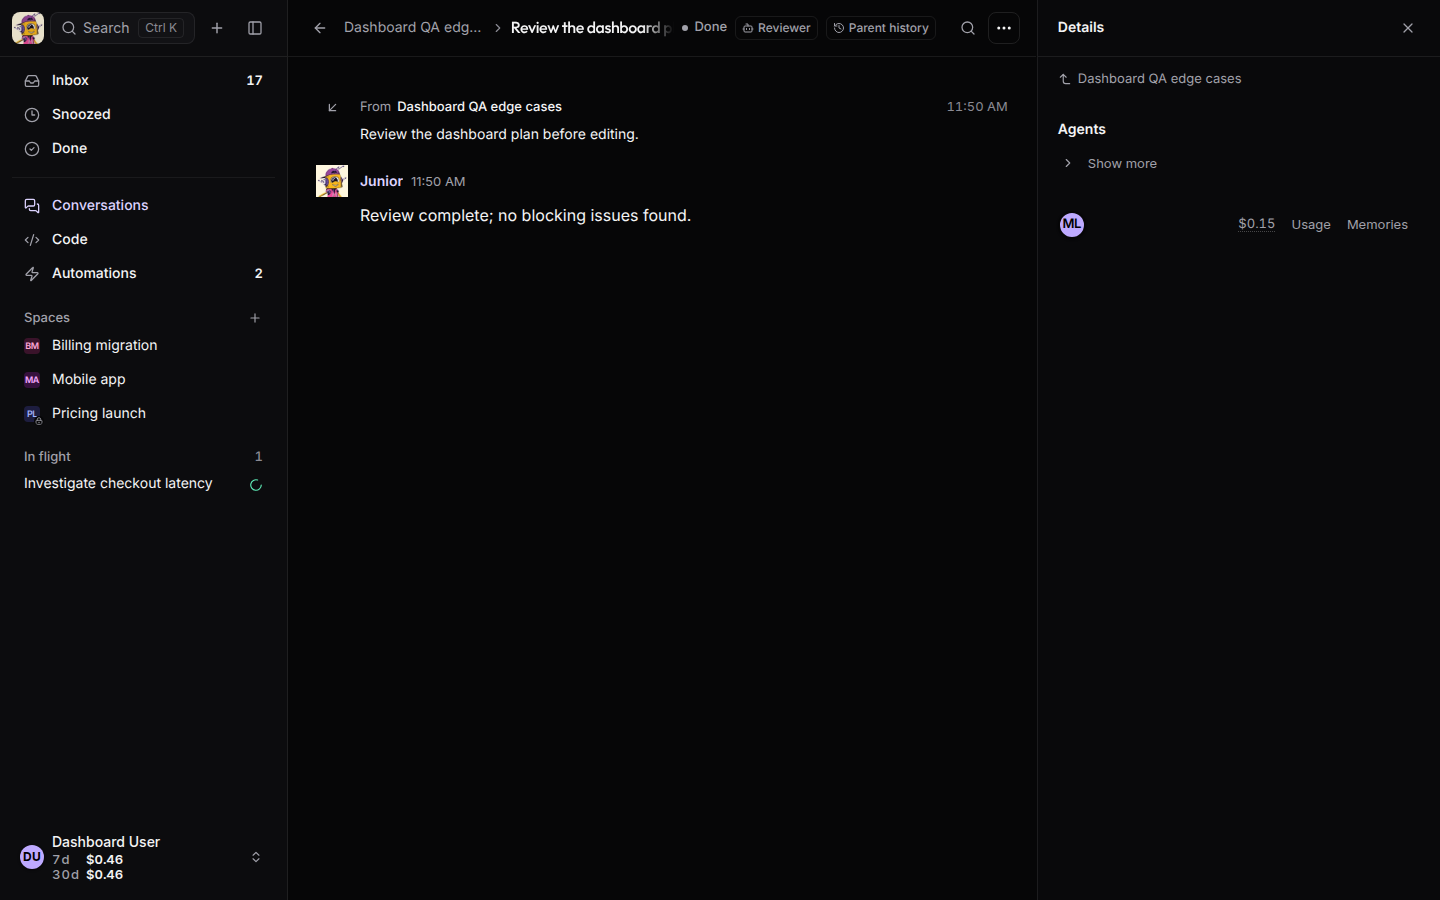 Search Ctrl K
Inbox 17
Snoozed
Done
Conversations
Code
Automations 2
Spaces
BM Billing migration
MA Mobile app
PL Pricing launch
In flight 1
Investigate checkout latency
DU Dashboard User
7d $0.46
30d $0.46
Dashboard QA edg... Review the dashboard p Done Reviewer Parent history
From Dashboard QA edge cases 11:50 AM
Review the dashboard plan before editing.
Junior 11:50 AM
Review complete; no blocking issues found.
Details
Dashboard QA edge cases
Agents
Show more
ML $0.15 Usage Memories